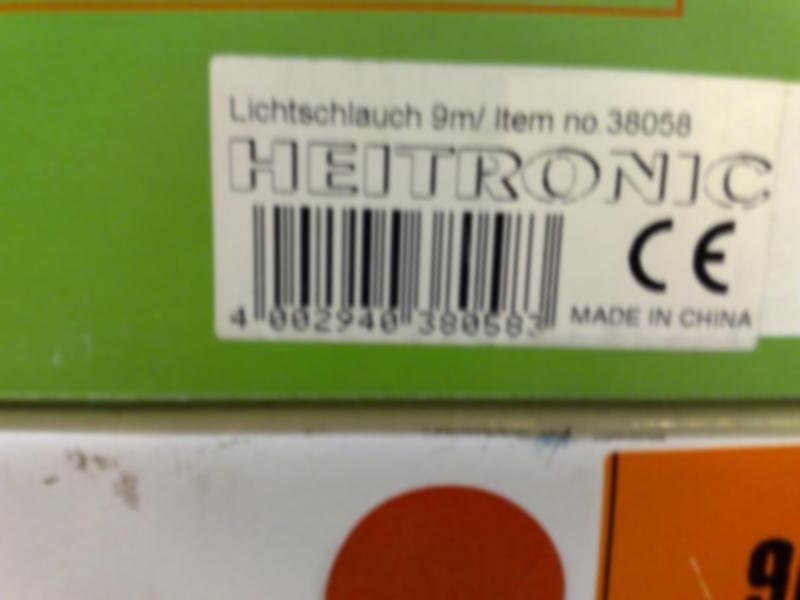 Lichtschlauch 9m/ Item no 38058
HEITRONIC
CE
4 002940 380583
MADE IN CHINA